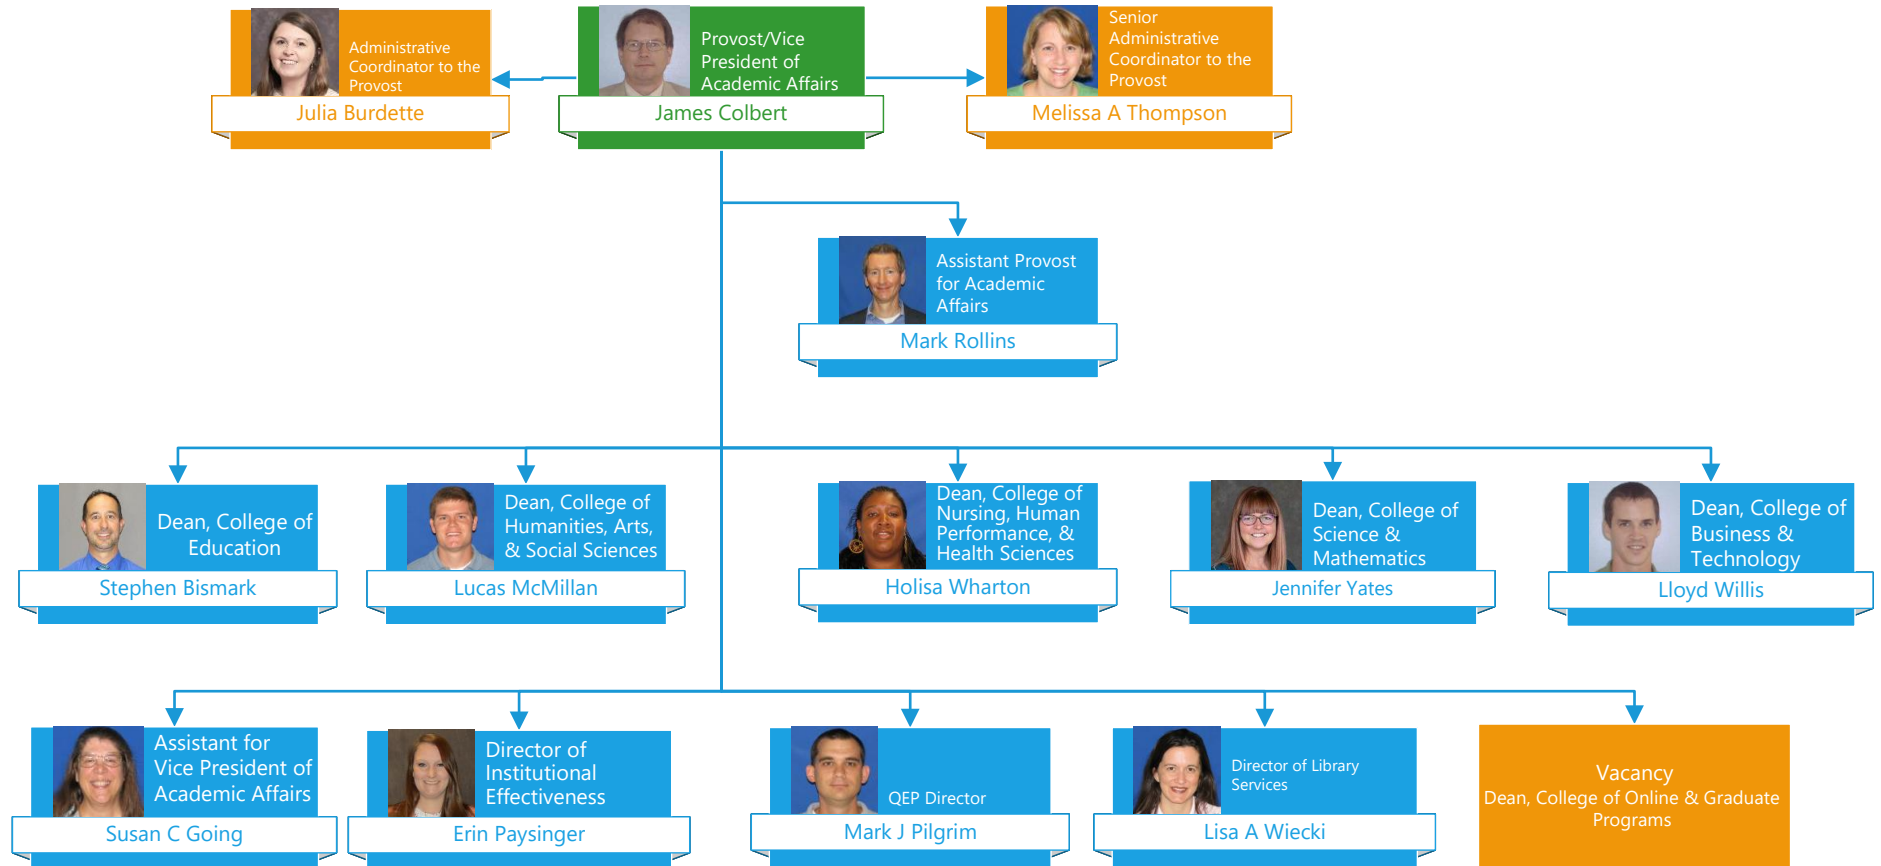 Administrative
Coordinator to the
Provost
Julia Burdette
Provost/Vice
President of
Academic Affairs
James Colbert
Senior
Administrative
Coordinator to the
Provost
Melissa A Thompson
Assistant Provost
for Academic
Affairs
Mark Rollins
Dean, College of
Education
Stephen Bismark
Dean, College of
Humanities, Arts,
& Social Sciences
Lucas McMillan
Dean, College of
Nursing, Human
Performance, &
Health Sciences
Holisa Wharton
Dean, College of
Science &
Mathematics
Jennifer Yates
Dean, College of
Business &
Technology
Lloyd Willis
Assistant for
Vice President of
Academic Affairs
Susan C Going
Director of
Institutional
Effectiveness
Erin Paysinger
QEP Director
Mark J Pilgrim
Director of Library
Services
Lisa A Wiecki
Vacancy
Dean, College of Online & Graduate
Programs